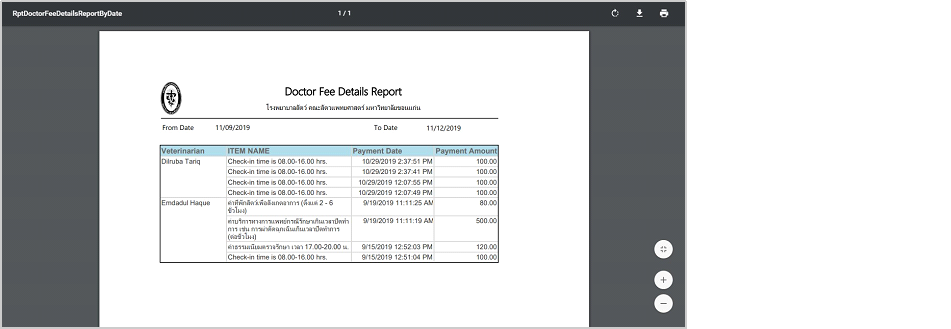 RptDoctorFeeDetailsReportByDate 1 / 1
Doctor Fee Details Report
โรงพยาบาลสัตว์ คณะสัตวแพทยศาสตร์ มหาวิทยาลัยขอนแก่น
From Date 11/09/2019 To Date 11/12/2019
Veterinarian ITEM NAME Payment Date Payment Amount
Dilruba Tariq Check-in time is 08.00-16.00 hrs. 10/29/2019 2:37:51 PM 100.00
Check-in time is 08.00-16.00 hrs. 10/29/2019 2:37:41 PM 100.00
Check-in time is 08.00-16.00 hrs. 10/29/2019 12:07:55 PM 100.00
Check-in time is 08.00-16.00 hrs. 10/29/2019 12:07:49 PM 100.00
Emdadul Haque ค่าที่พักสัตว์เพื่อสังเกตอาการ (ตั้งแต่ 2 - 6 9/19/2019 11:11:25 AM 80.00
ชั่วโมง)
ค่าบริการทางการแพทย์กรณีรักษาเกินเวลาปิดทำ 9/19/2019 11:11:19 AM 500.00
การ เช่น การผ่าตัดฉุกเฉินเกินเวลาปิดทำการ
(ต่อชั่วโมง)
ค่าธรรมเนียมตรวจรักษา เวลา 17.00-20.00 น. 9/15/2019 12:52:03 PM 120.00
Check-in time is 08.00-16.00 hrs. 9/15/2019 12:51:04 PM 100.00